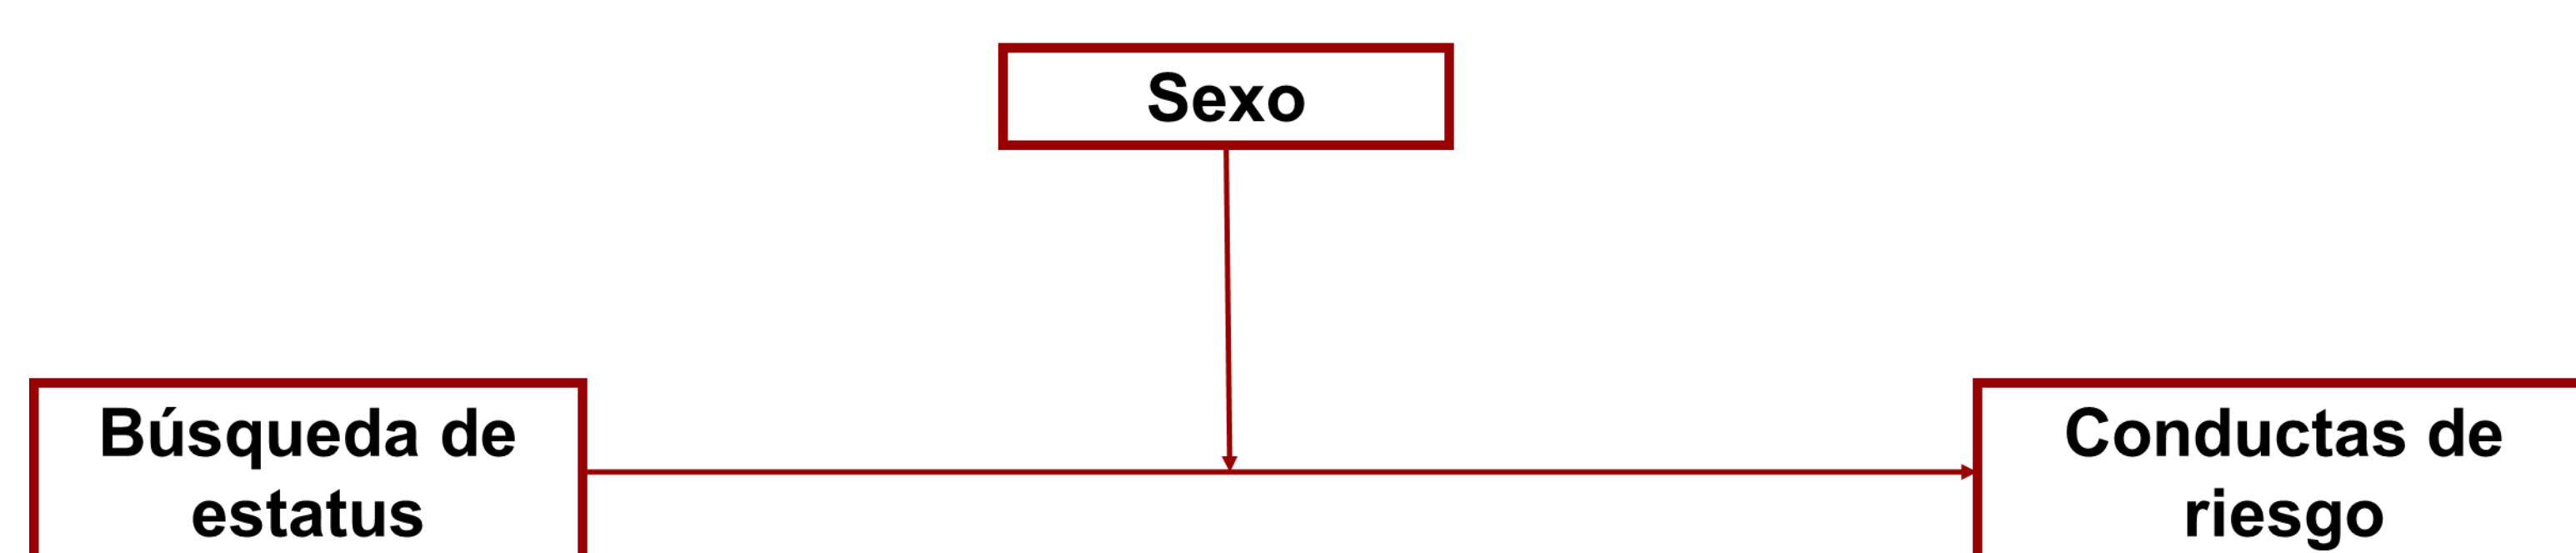 Sexo
Búsqueda de
estatus
Conductas de
riesgo